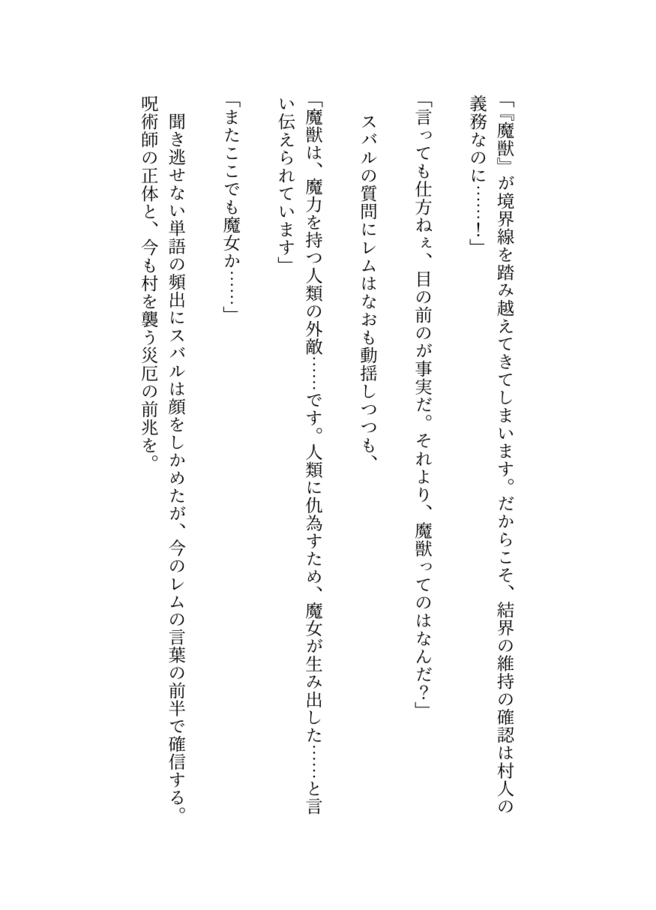 「『魔獣』が境界線を踏み越えてきてしまいます。だからこそ、結界の維持の確認は村人の
義務なのに……！」
「言っても仕方ねぇ、目の前のが事実だ。それより、魔獣ってのはなんだ？」
スバルの質問にレムはなおも動揺しつつも、
「魔獣は、魔力を持つ人類の外敵……です。人類に仇為すため、魔女が生み出した……と言
い伝えられています」
「またここでも魔女か……」
聞き逃せない単語の頻出にスバルは顔をしかめたが、今のレムの言葉の前半で確信する。
呪術師の正体と、今も村を襲う災厄の前兆を。